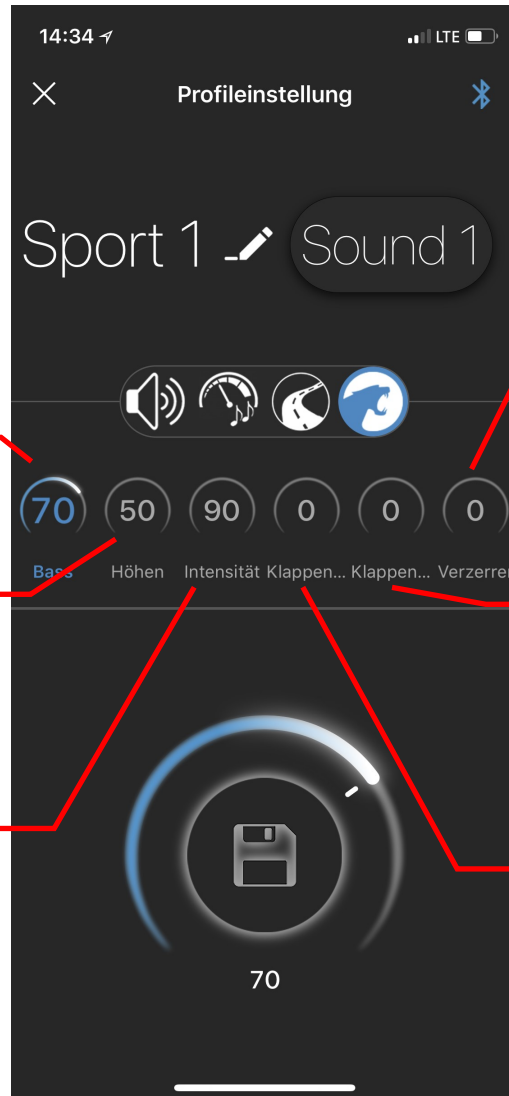 14:34 LTE
Profileinstellung
Sport 1 Sound 1
70 50 90 0 0 0
Bass Höhen Intensität Klappen... Klappen... Verzerrer
70